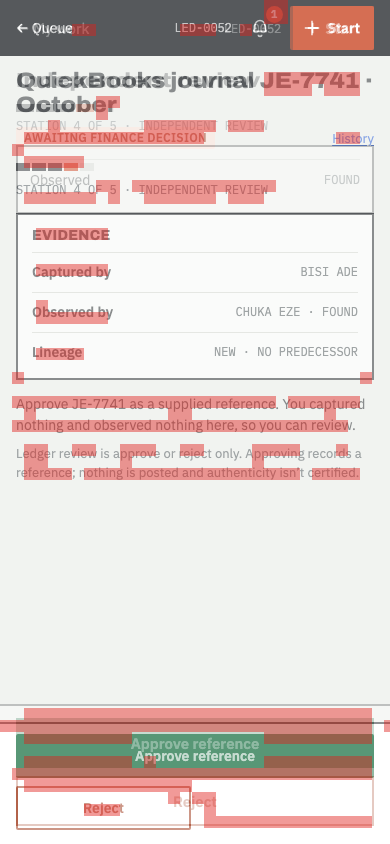 Queue
LED-0052
1
Start
QuickBooks journal JE-7741 ·
October
STATION 4 OF 5 · INDEPENDENT REVIEW
AWAITING FINANCE DECISION
History
Observed
FOUND
STATION 4 OF 5 · INDEPENDENT REVIEW
EVIDENCE
Captured by
BISI ADE
Observed by
CHUKA EZE · FOUND
Lineage
NEW · NO PREDECESSOR
Approve JE-7741 as a supplied reference. You captured
nothing and observed nothing here, so you can review.
Ledger review is approve or reject only. Approving records a
reference; nothing is posted and authenticity isn't certified.
Approve reference
Approve reference
Reject
Reject